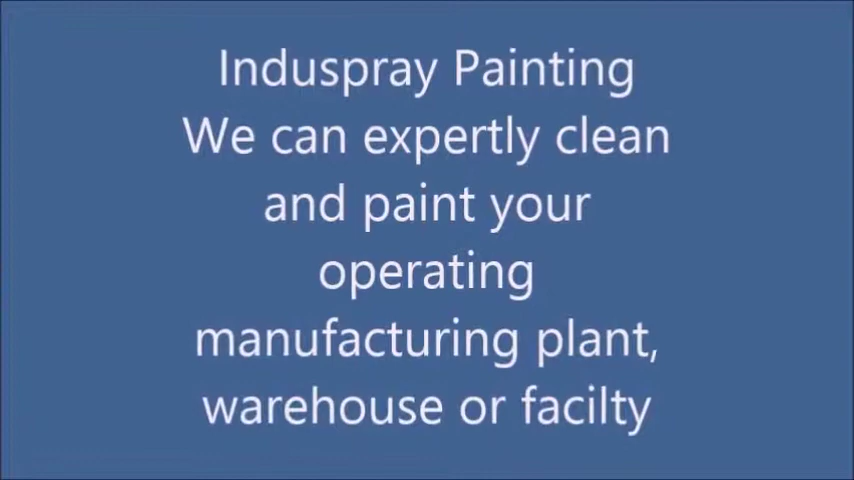 Induspray Painting
We can expertly clean
and paint your
operating
manufacturing plant,
warehouse or facilty